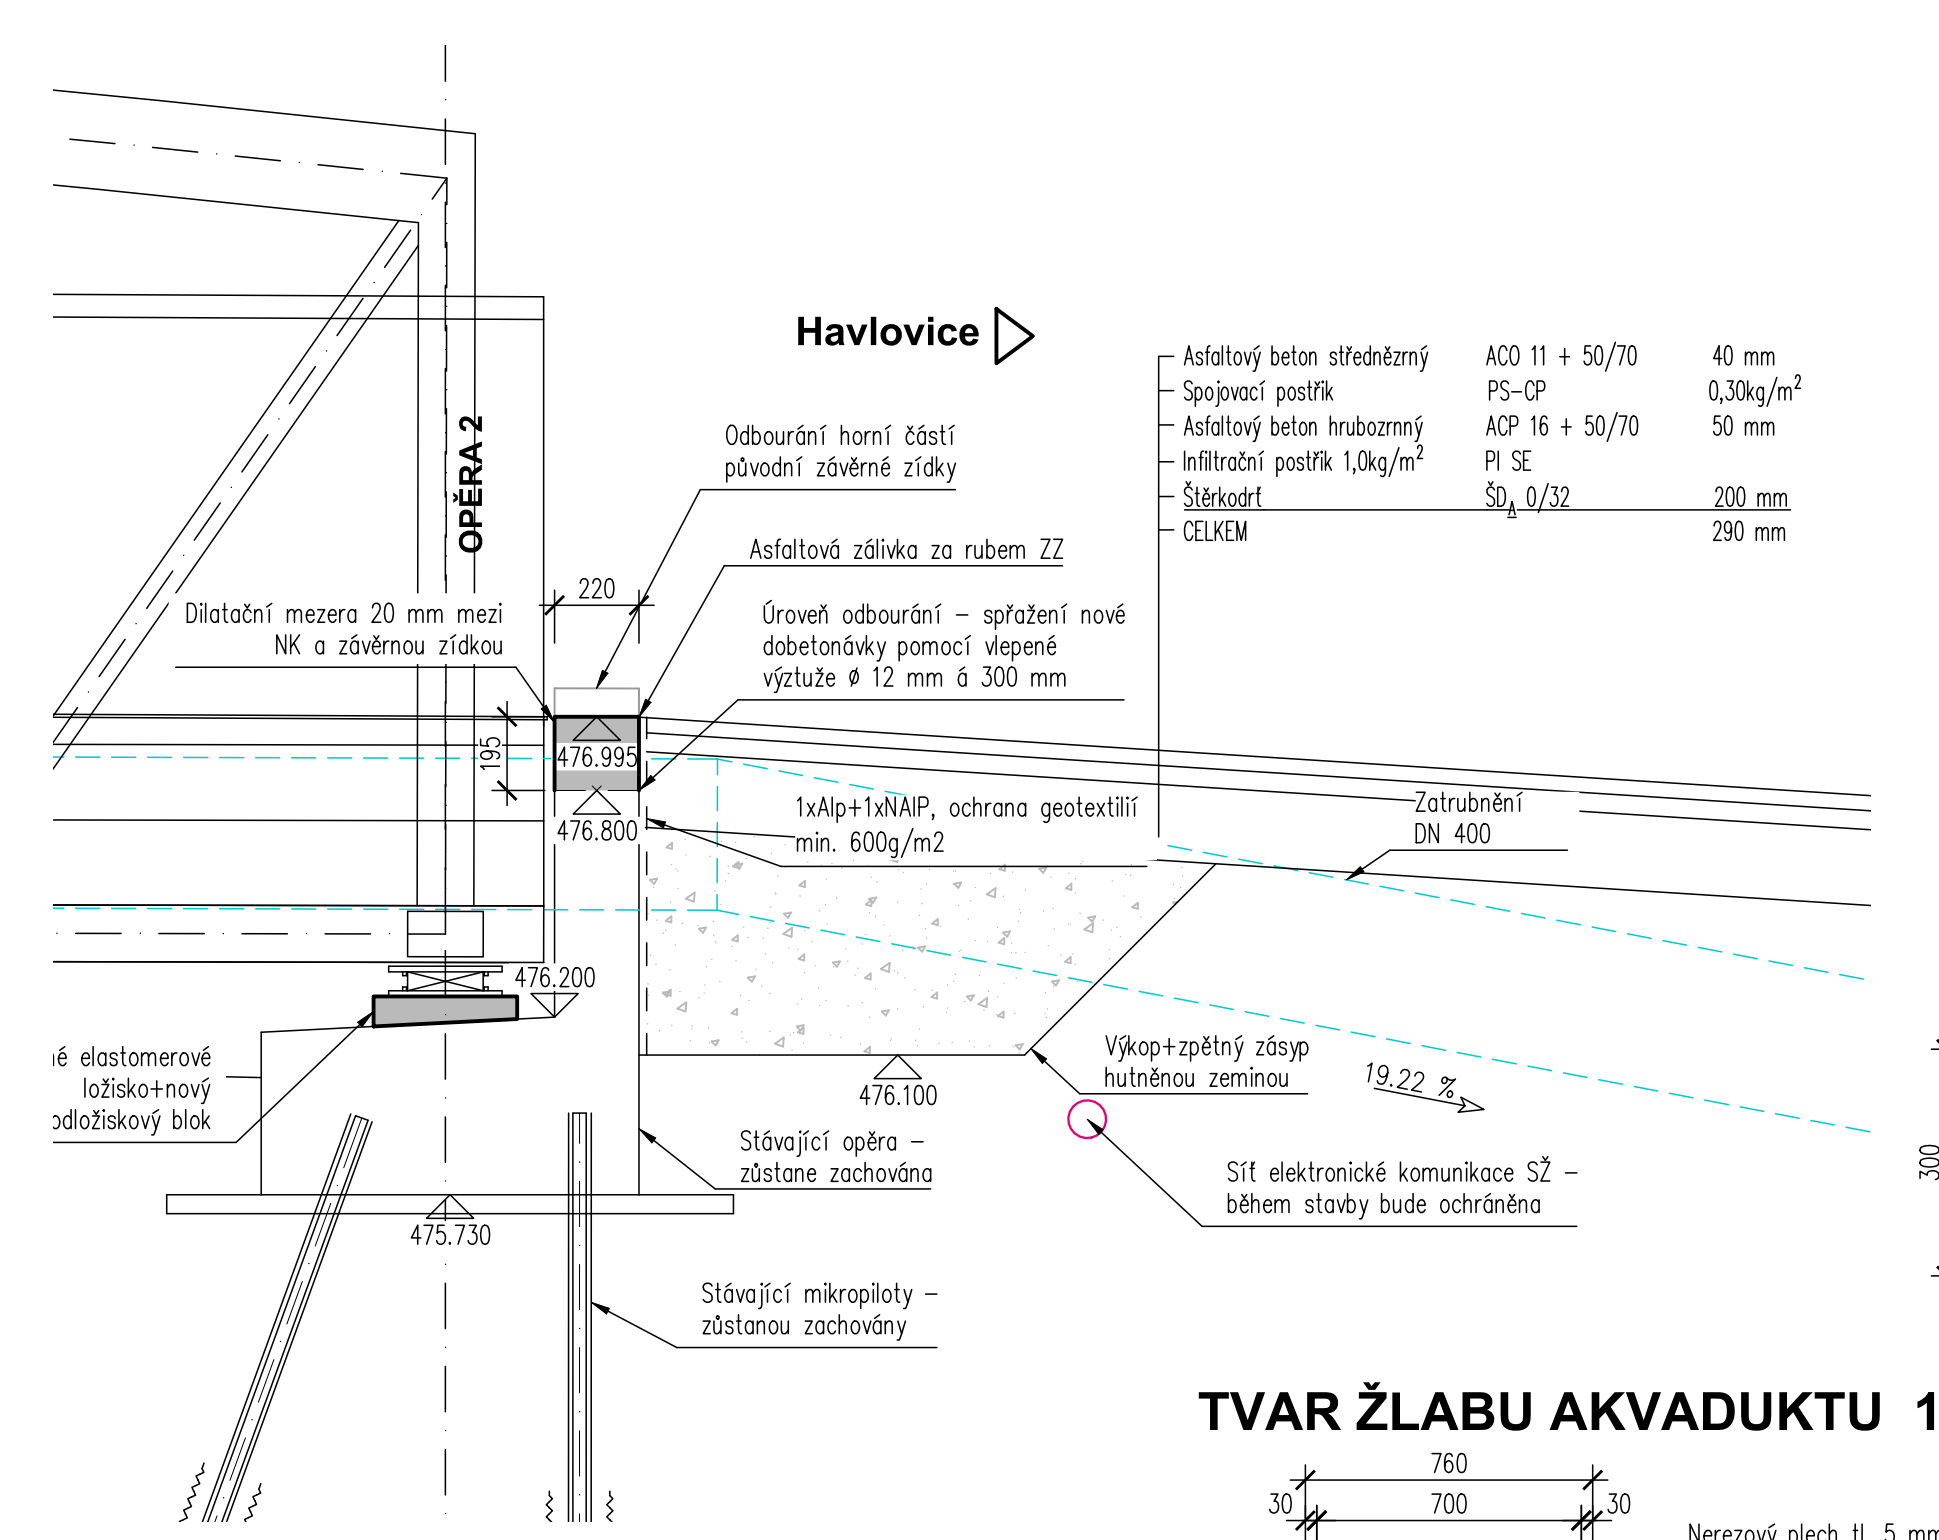 Havlovice
OPĚRA 2
Asfaltový beton střednězrný ACO 11 + 50/70 40 mm
Spojovací postřik PS-CP 0,30kg/m²
Asfaltový beton hrubozrnný ACP 16 + 50/70 50 mm
Infiltrační postřik 1,0kg/m² PI SE
Štěrkodrť ŠDA 0/32 200 mm
CELKEM 290 mm
Odbourání horní částí
původní závěrné zídky
Asfaltová zálivka za rubem ZZ
220
Dilatační mezera 20 mm mezi
NK a závěrnou zídkou
Úroveň odbourání – spřažení nové
dobetonávky pomocí vlepené
výztuže ø 12 mm á 300 mm
195
476.995
476.800
1xAlp+1xNAIP, ochrana geotextilií
min. 600g/m2
Zatrubnění
DN 400
476.200
né elastomerové
ložisko+nový
odložiskový blok
476.100
Výkop+zpětný zásyp
hutněnou zeminou
19.22 %
Stávající opěra –
zůstane zachována
Síť elektronické komunikace SŽ –
během stavby bude ochráněna
300
475.730
Stávající mikropiloty –
zůstanou zachovány
TVAR ŽLABU AKVADUKTU 1
760
30 700 30
Nerezový plech tl. 5 mm